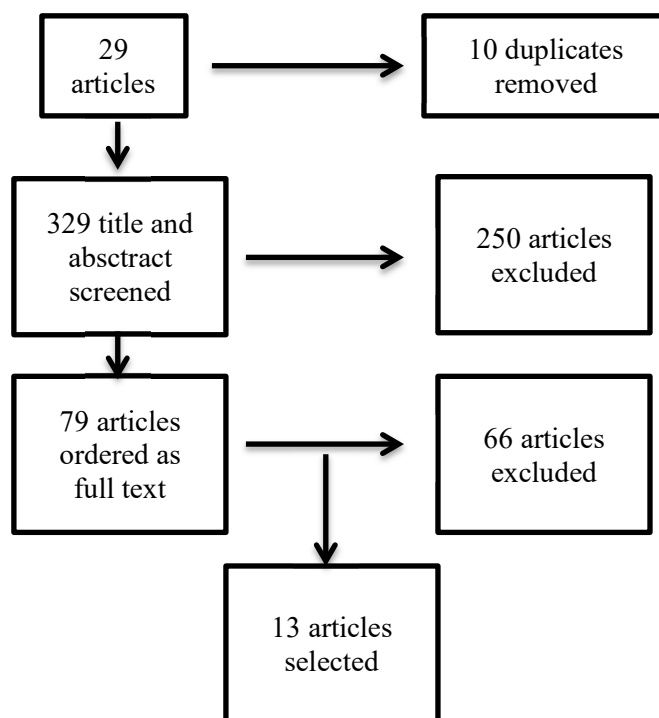 29
articles
10 duplicates
removed
329 title and
absctract
screened
250 articles
excluded
79 articles
ordered as
full text
66 articles
excluded
13 articles
selected